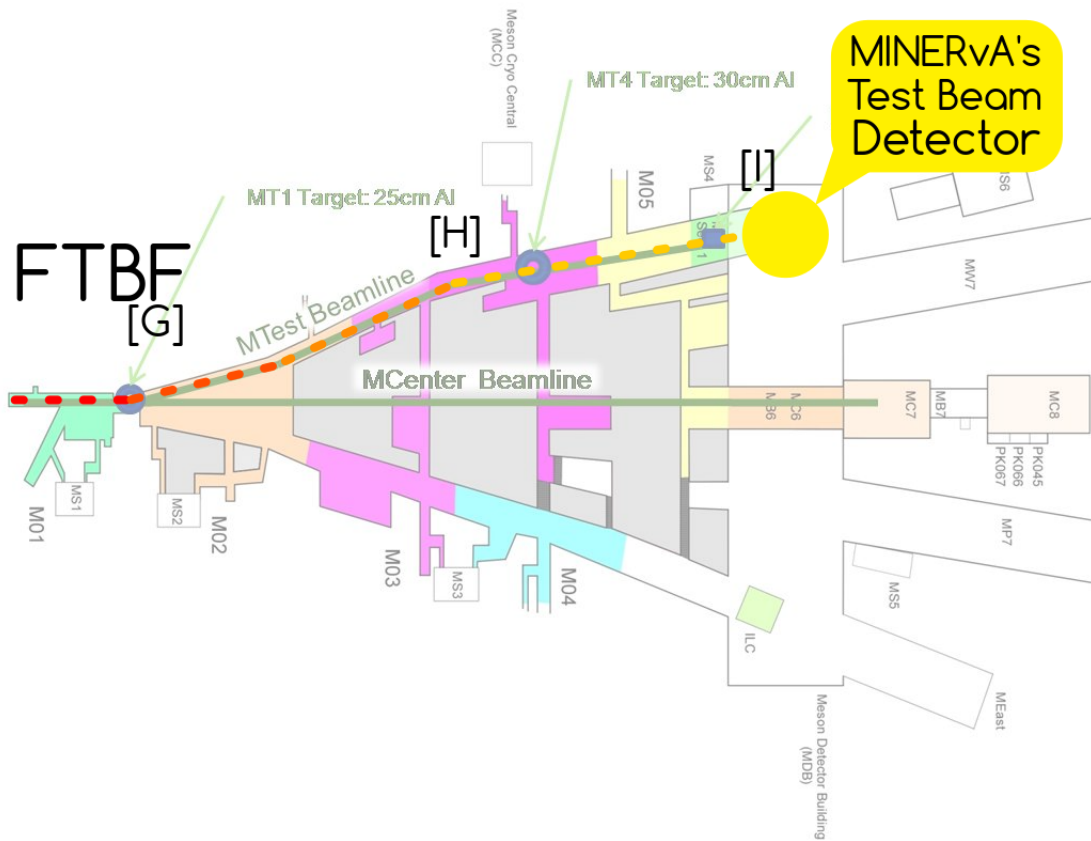 MINERvA's
Test Beam
Detector
Meson Cryo Central
(MCC)
MT4 Target: 30cm Al
[I]
MS4
M05
MT1 Target: 25cm Al
[H]
FTBF
[G]
MTest Beamline
MW7
MCenter Beamline
MB6
MC6
MC7
MB7
MC8
PK067
PK066
PK045
MS1
M01
MS2
M02
M03
MS3
M04
MP7
MS5
ILC
MEast
Meson Detector Building
(MDB)